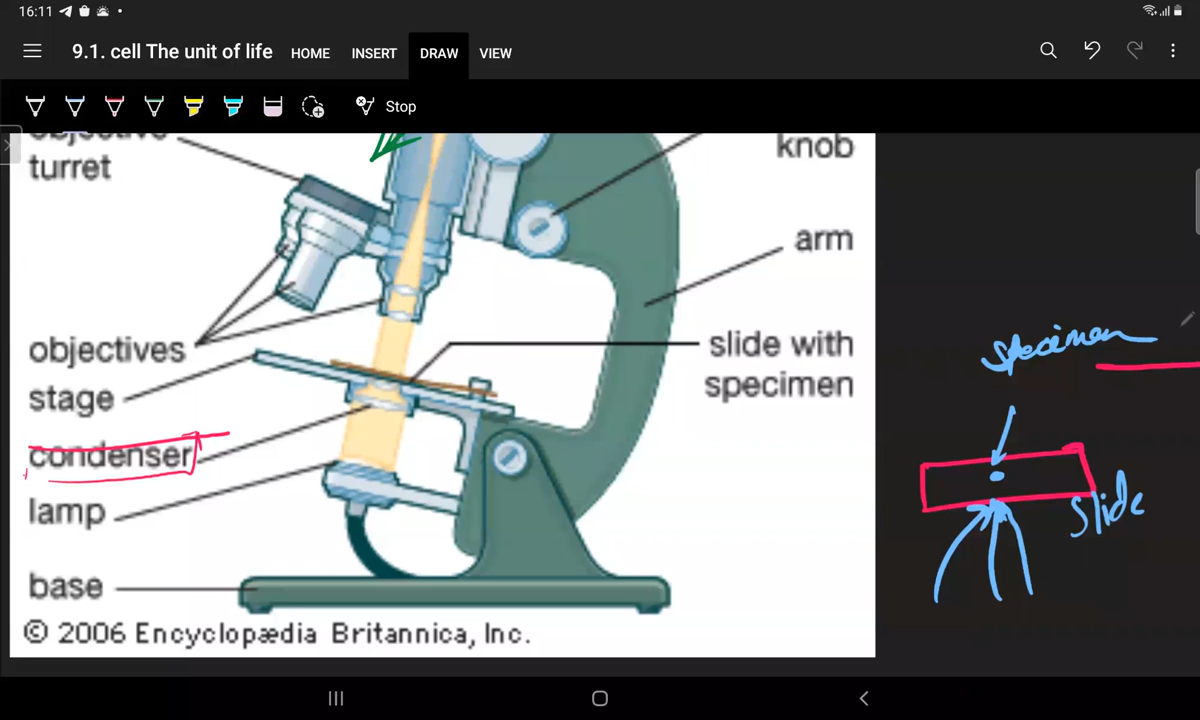 16:11
9.1. cell The unit of life HOME INSERT DRAW VIEW
Stop
objective
turret
knob
arm
objectives
stage
condenser
lamp
base
slide with
specimen
© 2006 Encyclopædia Britannica, Inc.
specimen
slide